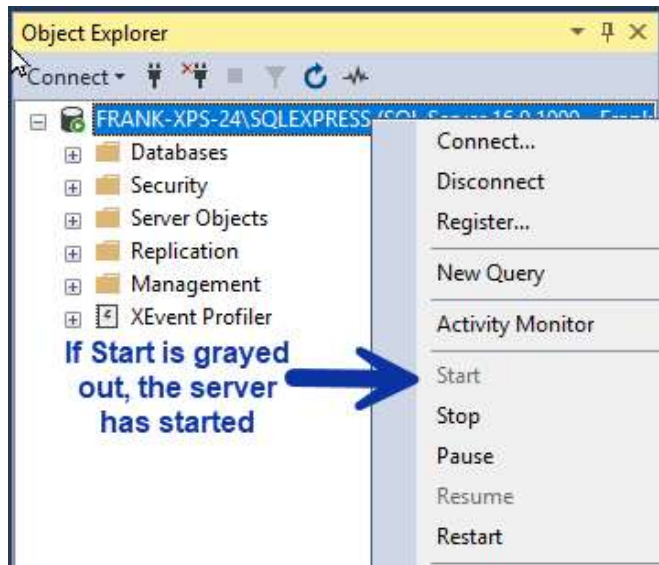 Object Explorer
Connect
FRANK-XPS-24\SQLEXPRESS (SQL Server 16.0.1000 - Frank
Databases
Security
Server Objects
Replication
Management
XEvent Profiler
If Start is grayed
out, the server
has started
Connect...
Disconnect
Register...
New Query
Activity Monitor
Start
Stop
Pause
Resume
Restart